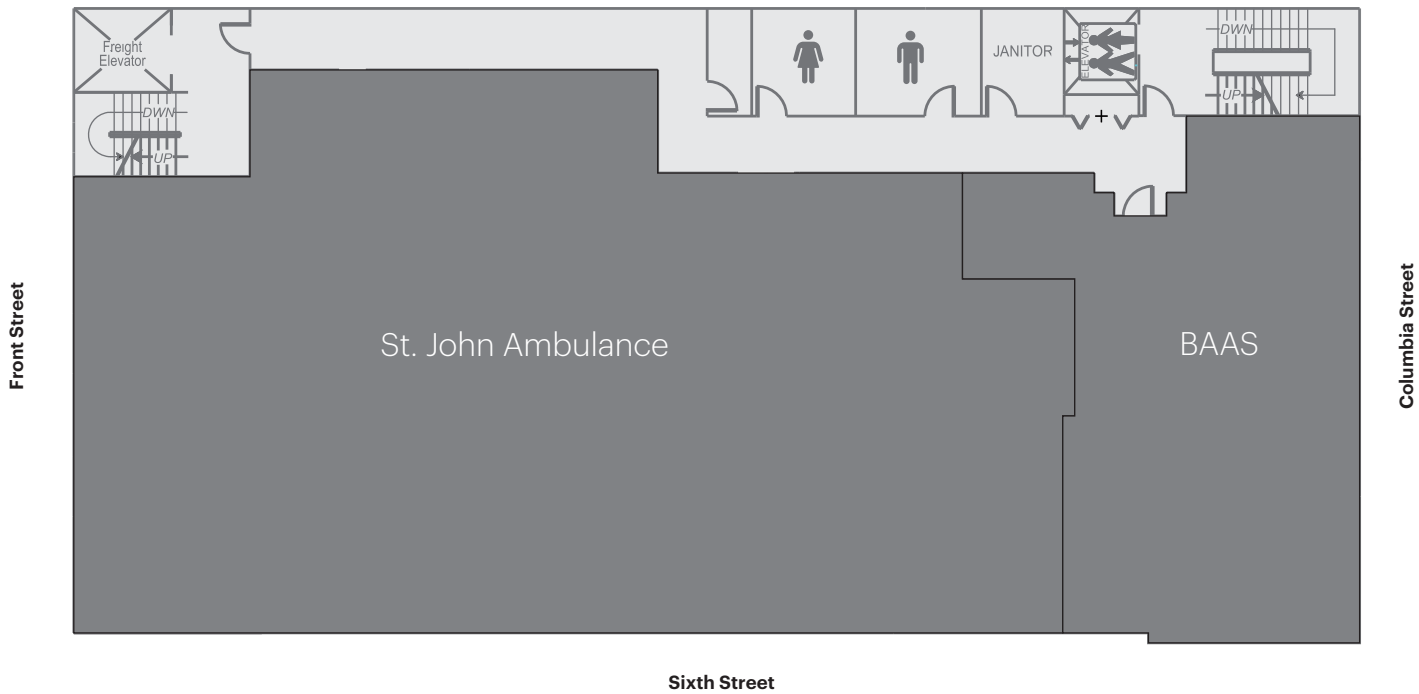 Freight
Elevator
DWN
UP
JANITOR
ELEVATOR
DWN
UP
St. John Ambulance
BAAS
Front Street
Columbia Street
Sixth Street